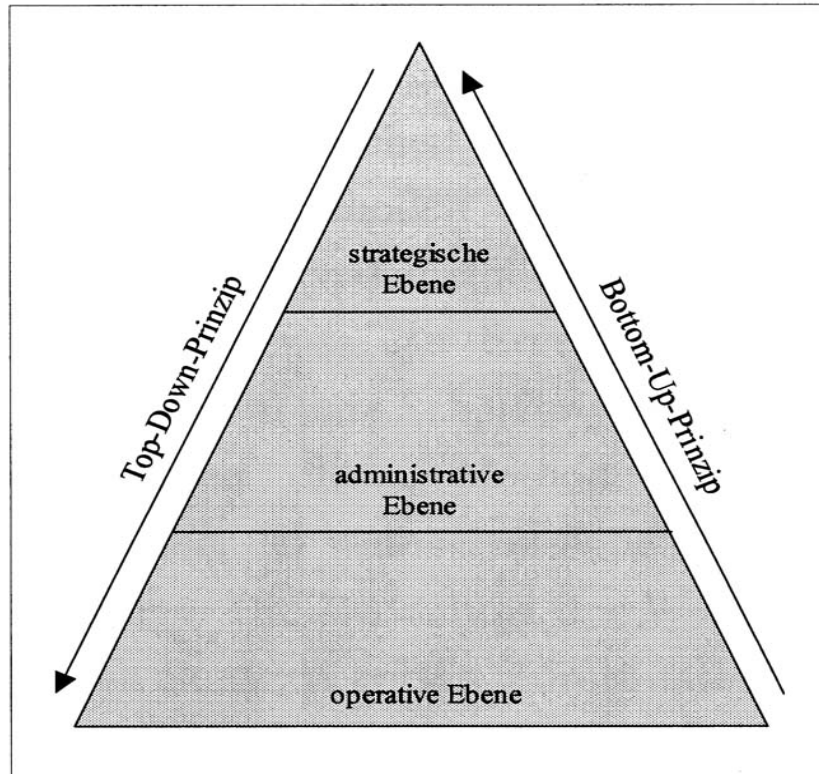 strategische
Ebene
Top-Down-Prinzip
Bottom-Up-Prinzip
administrative
Ebene
operative Ebene